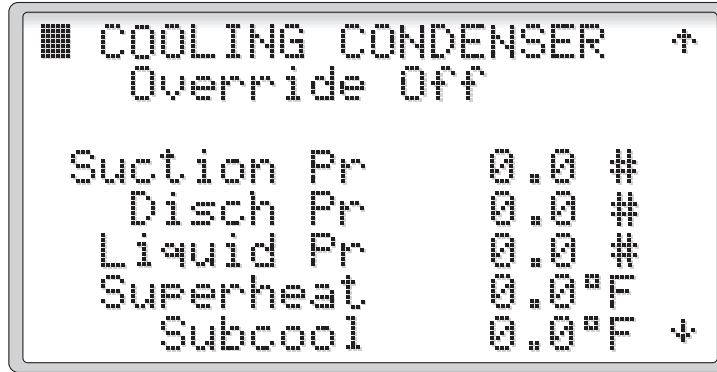 COOLING CONDENSER ↑
Override Off
Suction Pr 0.0 #
Disch Pr 0.0 #
Liquid Pr 0.0 #
Superheat 0.0°F
Subcool 0.0°F ↓